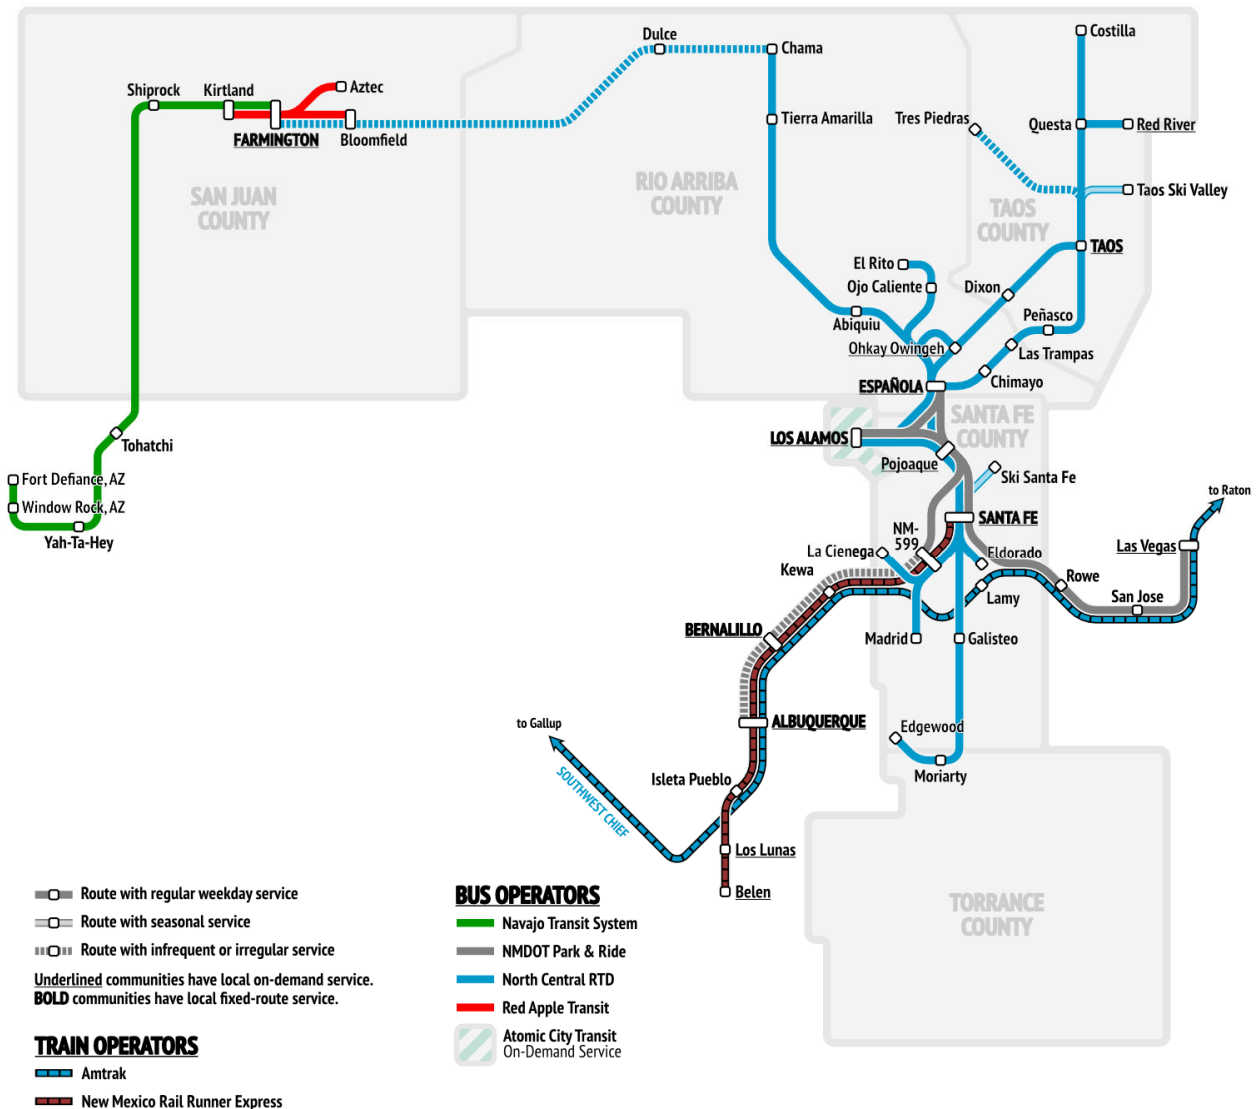 Costilla
Dulce
Chama
Shiprock
Kirtland
Aztec
Tierra Amarilla
Tres Piedras
Questa
Red River
FARMINGTON
Bloomfield
SAN JUAN
COUNTY
RIO ARRIBA
COUNTY
Taos Ski Valley
TAOS
COUNTY
TAOS
El Rito
Ojo Caliente
Dixon
Abiquiu
Peñasco
Ohkay Owingeh
Las Trampas
ESPAÑOLA
Chimayo
SANTA FE
COUNTY
LOS ALAMOS
Tohatchi
Pojoaque
Fort Defiance, AZ
Ski Santa Fe
to Raton
Window Rock, AZ
Yah-Ta-Hey
SANTA FE
NM-
599
Las Vegas
La Cienega
Eldorado
Kewa
Rowe
Lamy
San Jose
BERNALILLO
Madrid
Galisteo
to Gallup
ALBUQUERQUE
Edgewood
SOUTHWEST CHIEF
Isleta Pueblo
Moriarty
Los Lunas
Belen
TORRANCE
COUNTY
Route with regular weekday service
Route with seasonal service
Route with infrequent or irregular service
Underlined communities have local on-demand service.
BOLD communities have local fixed-route service.
TRAIN OPERATORS
Amtrak
New Mexico Rail Runner Express
BUS OPERATORS
Navajo Transit System
NMDOT Park & Ride
North Central RTD
Red Apple Transit
Atomic City Transit
On-Demand Service